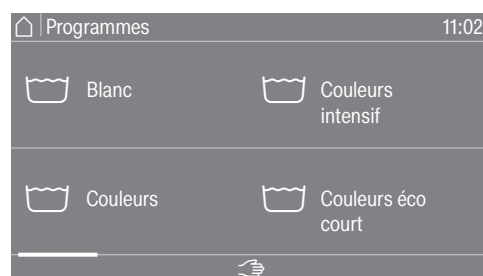 Programmes 11:02
Blanc
Couleurs
intensif
Couleurs
Couleurs éco
court